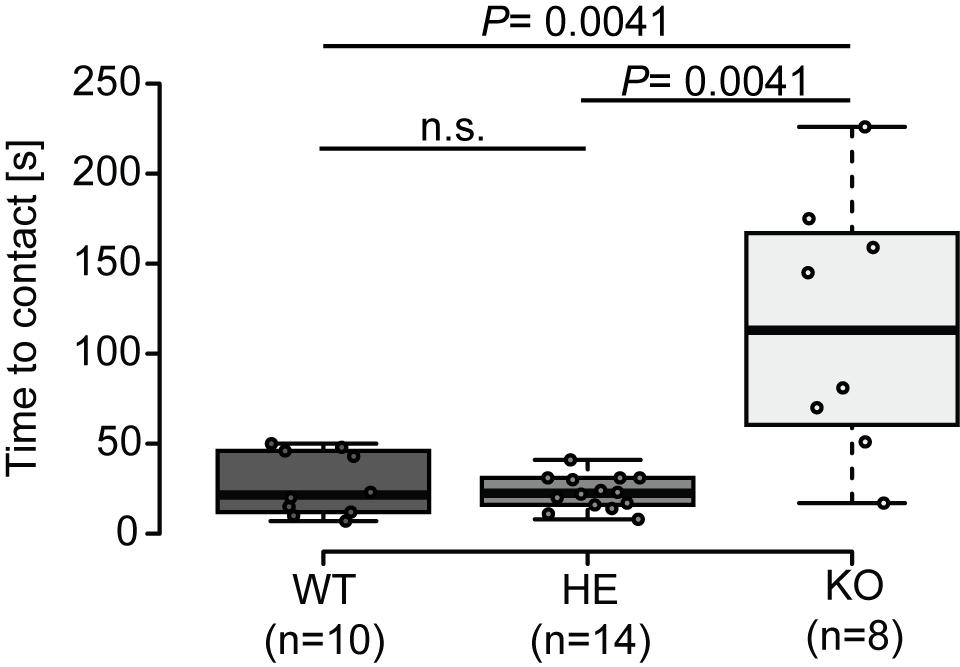 P= 0.0041
P= 0.0041
n.s.
Time to contact [s]
250
200
150
100
50
0
WT HE KO
(n=10) (n=14) (n=8)